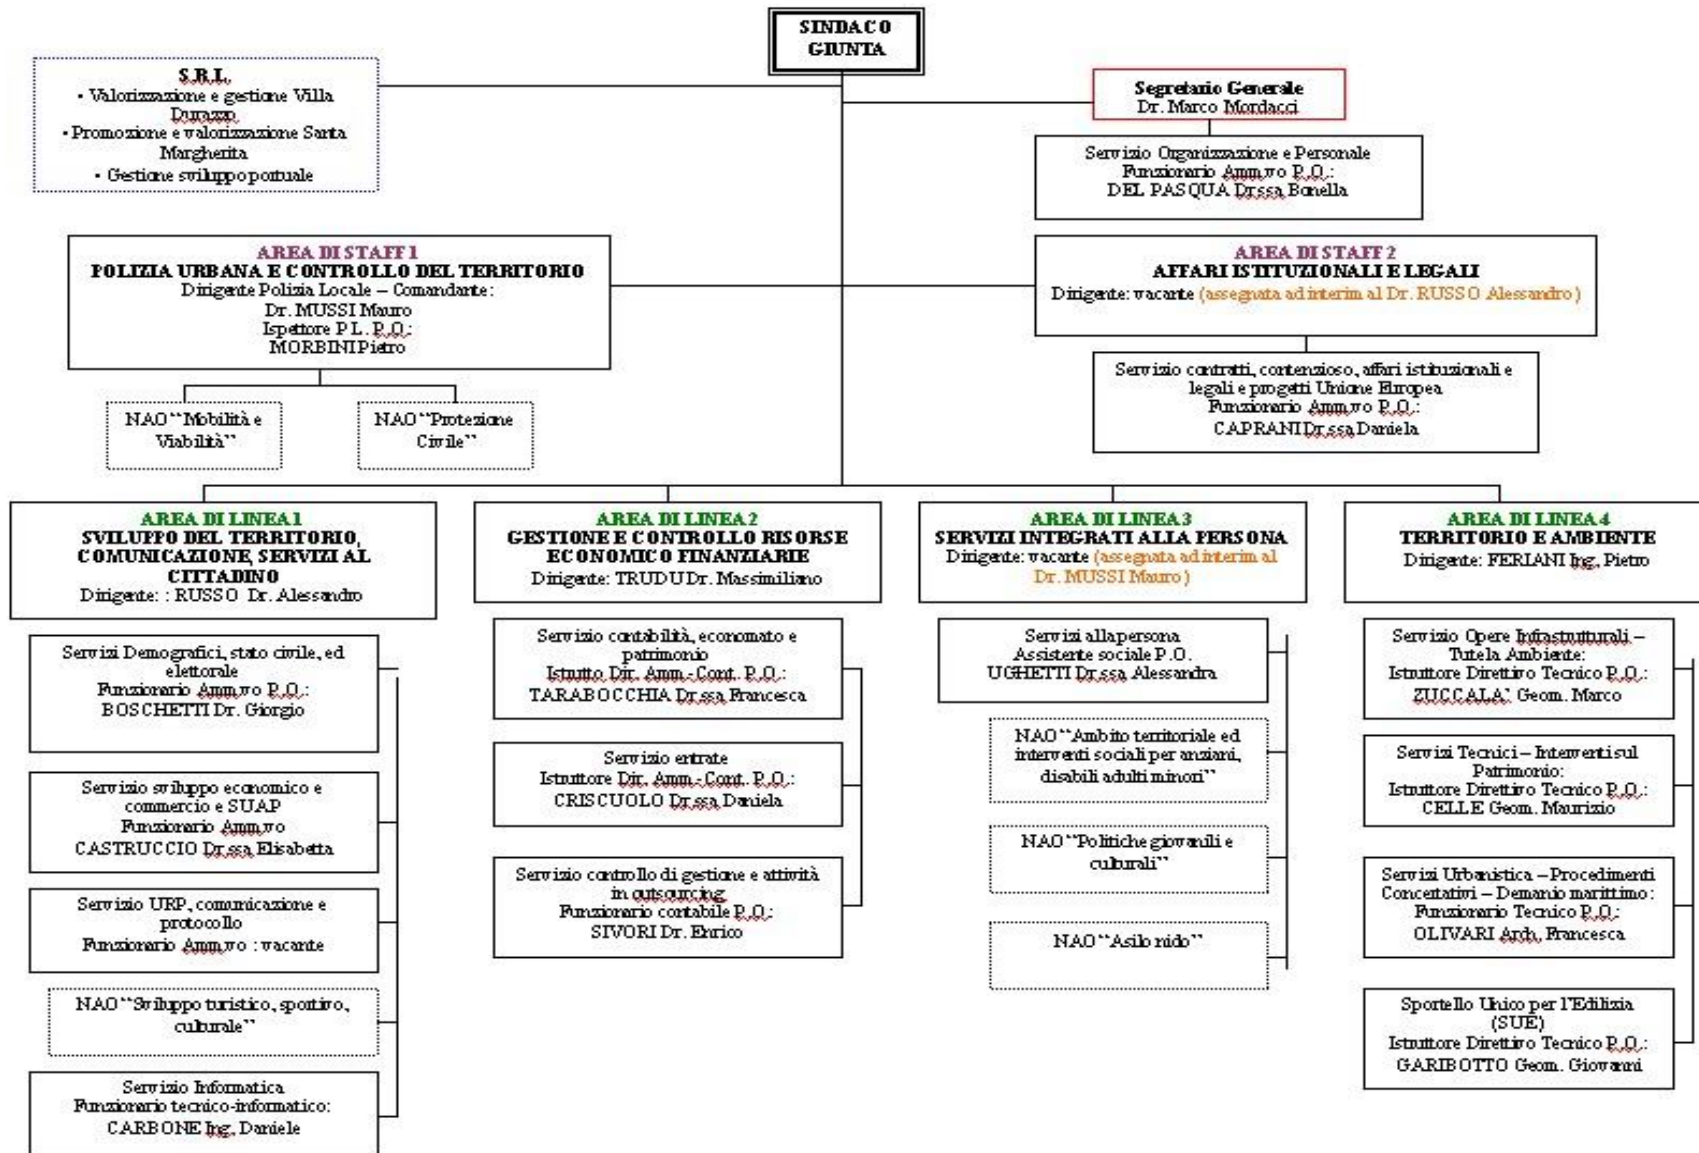 SINDACO
GIUNTA
S.R.L.
• Valorizzazione e gestione Villa
Durazzo
• Promozione e valorizzazione Santa
Margherita
• Gestione sviluppo portuale
Segretario Generale
Dr. Marco Mordacci
Servizio Organizzazione e Personale
Funzionario Amm.vo P.O.:
DEL PASQUA Dr.ssa Bonella
AREA DI STAFF 1
POLIZIA URBANA E CONTROLLO DEL TERRITORIO
Dirigente Polizia Locale – Comandante:
Dr. MUSSI Mauro
Ispettore P.L. P.O.:
MORBINI Pietro
NAO “Mobilità e
Viabilità”
NAO “Protezione
Civile”
AREA DI STAFF 2
AFFARI ISTITUZIONALI E LEGALI
Dirigente: vacante (assegnata ad interim al Dr. RUSSO Alessandro)
Servizio contratti, contenzioso, affari istituzionali e
legali e progetti Unione Europea
Funzionario Amm.vo P.O.:
CAPRANI Dr.ssa Daniela
AREA DI LINEA 1
SVILUPPO DEL TERRITORIO,
COMUNICAZIONE, SERVIZI AL
CITTADINO
Dirigente: : RUSSO Dr. Alessandro
Servizi Demografici, stato civile, ed
elettorale
Funzionario Amm.vo P.O.:
BOSCHETTI Dr. Giorgio
Servizio sviluppo economico e
commercio e SUAP
Funzionario Amm.vo
CASTRUCCIO Dr.ssa Elisabetta
Servizio URP, comunicazione e
protocollo
Funzionario Amm.vo : vacante
NAO “Sviluppo turistico, sportivo,
culturale”
Servizio Informatica
Funzionario tecnico-informatico:
CARBONE Ing. Daniele
AREA DI LINEA 2
GESTIONE E CONTROLLO RISORSE
ECONOMICO FINANZIARIE
Dirigente: TRUDU Dr. Massimiliano
Servizio contabilità, economato e
patrimonio
Istrutto Dir. Amm.-Cont. P.O.:
TARABOCCHIA Dr.ssa Francesca
Servizio entrate
Istruttore Dir. Amm.-Cont. P.O.:
CRISCUOLO Dr.ssa Daniela
Servizio controllo di gestione e attività
in outsourcing
Funzionario contabile P.O.:
SIVORI Dr. Enrico
AREA DI LINEA 3
SERVIZI INTEGRATI ALLA PERSONA
Dirigente: vacante (assegnata ad interim al
Dr. MUSSI Mauro)
Servizi alla persona
Assistente sociale P.O.
UGHETTI Dr.ssa Alessandra
NAO “Ambito territoriale ed
interventi sociali per anziani,
disabili adulti minori”
NAO “Politiche giovanili e
culturali”
NAO “Asilo nido”
AREA DI LINEA 4
TERRITORIO E AMBIENTE
Dirigente: FERIANI Ing. Pietro
Servizio Opere Infastrutturali –
Tutela Ambiente:
Istruttore Direttivo Tecnico P.O.:
ZUCCALA’ Geom. Marco
Servizi Tecnici – Interventi sul
Patrimonio:
Istruttore Direttivo Tecnico P.O.:
CELLE Geom. Maurizio
Servizi Urbanistica – Procedimenti
Concertativi – Demanio marittimo:
Funzionario Tecnico P.O.:
OLIVARI Arch. Francesca
Sportello Unico per l’Edilizia
(SUE)
Istruttore Direttivo Tecnico P.O.:
GARIBOTTO Geom. Giovanni